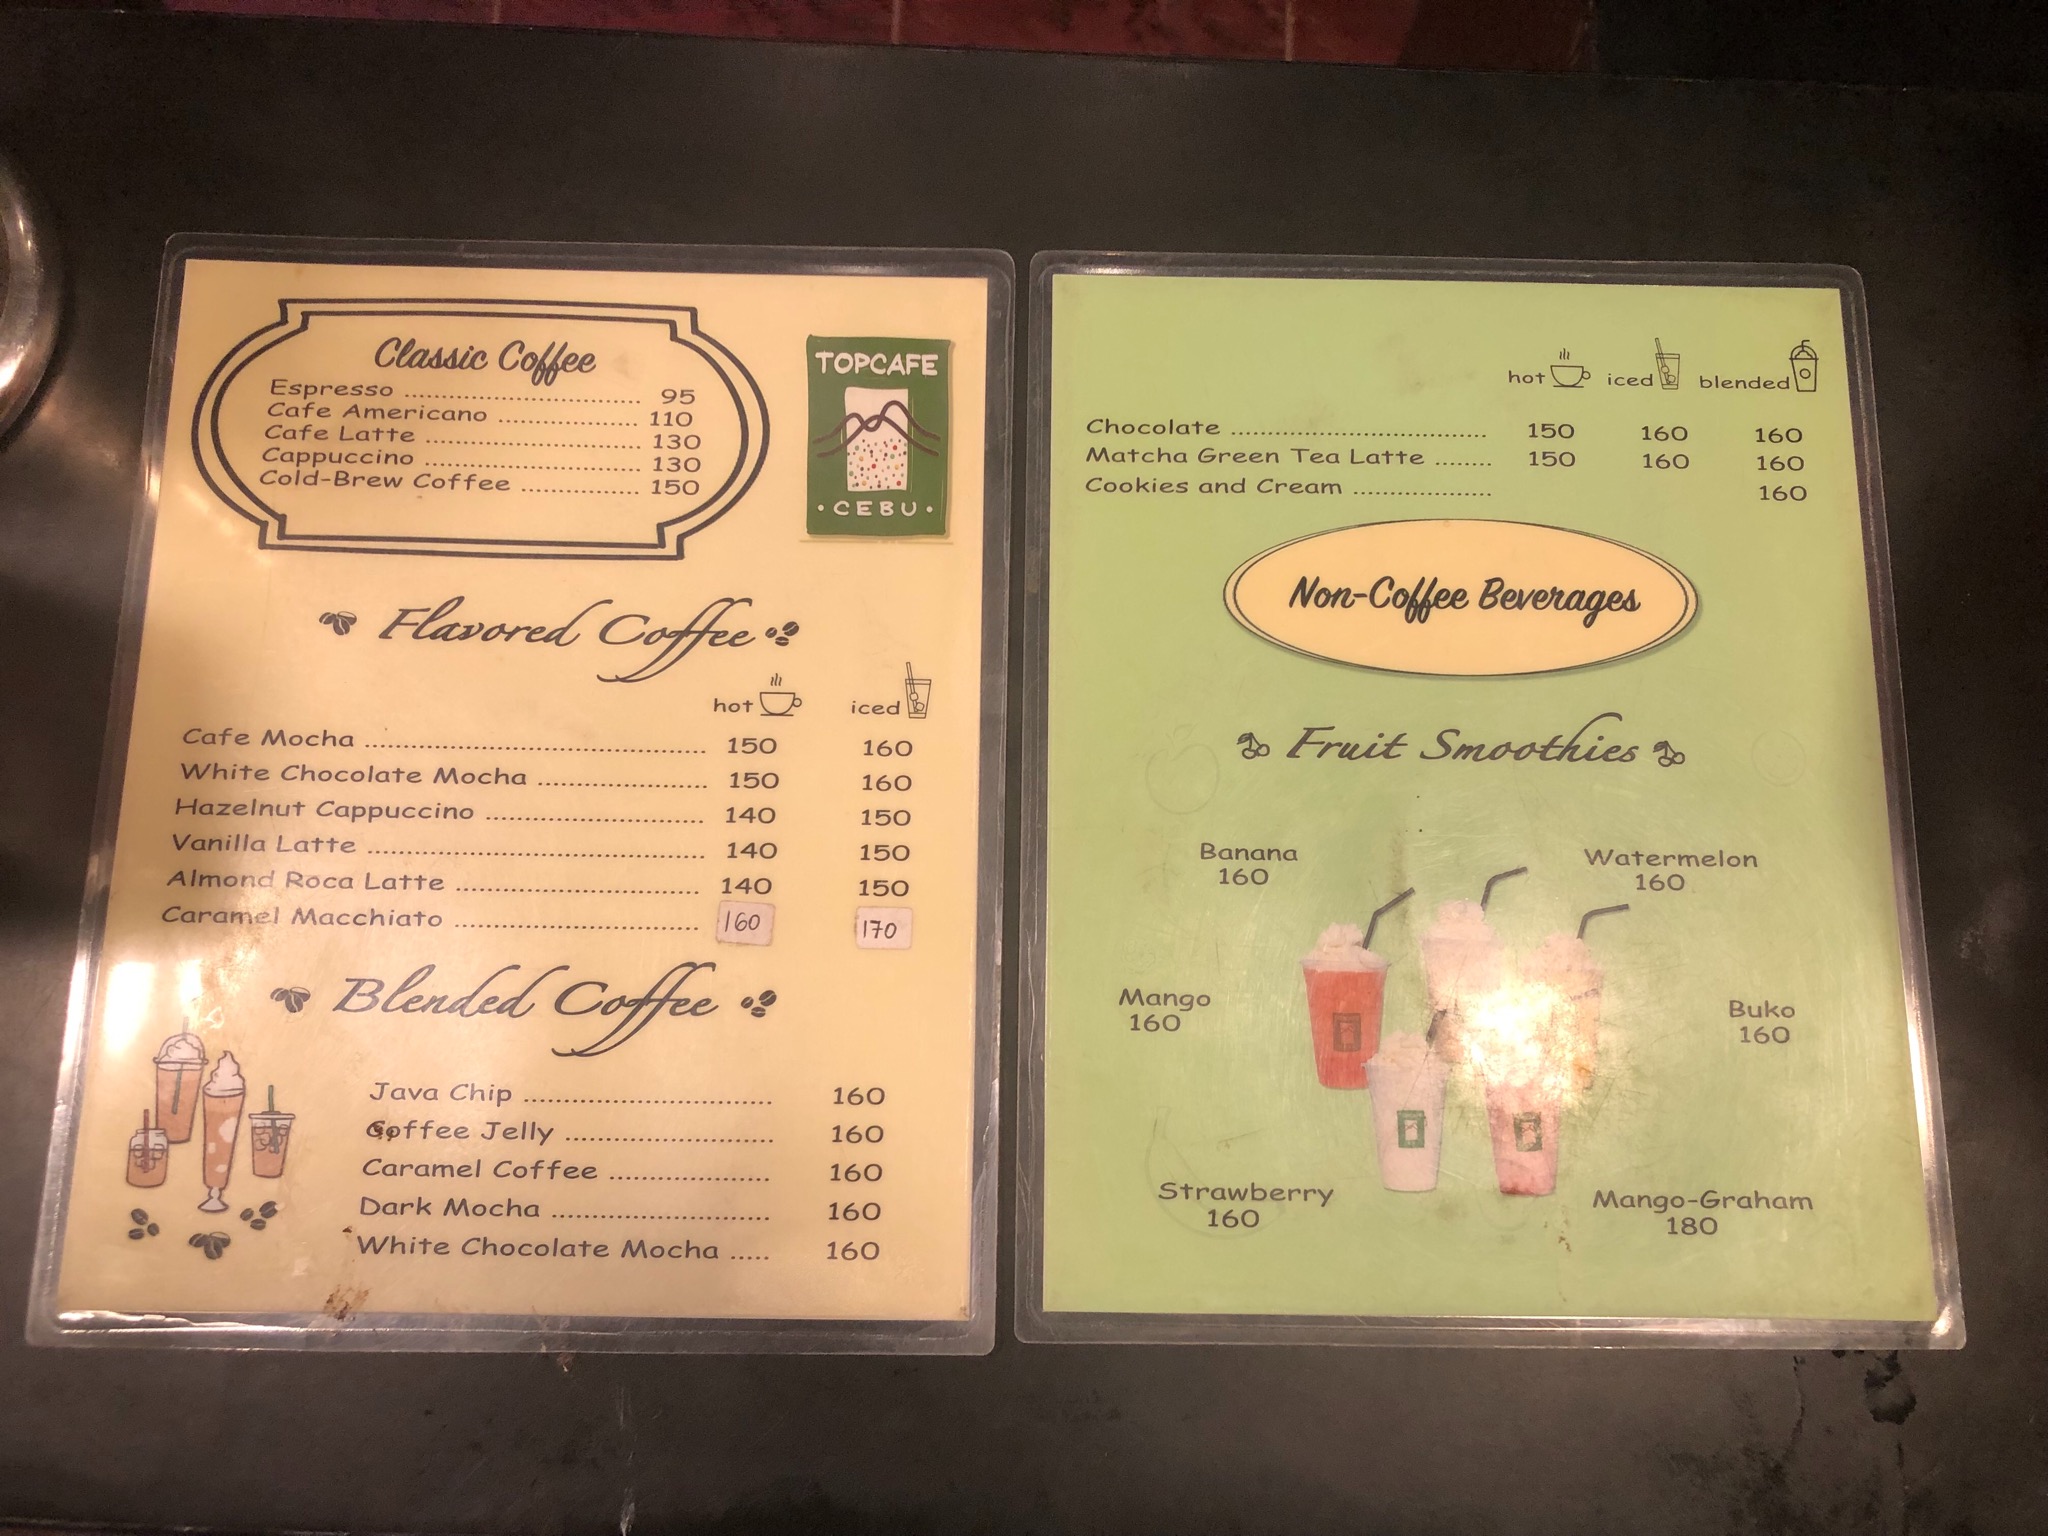 Classic Coffee
Espresso .................................. 95
Cafe Americano .................... 110
Cafe Latte ............................... 130
Cappuccino ............................... 130
Cold-Brew Coffee ................. 150
TOPCAFE
• CEBU •
Flavored Coffee
hot iced
Cafe Mocha ................................................. 150 160
White Chocolate Mocha ........................ 150 160
Hazelnut Cappuccino ............................... 140 150
Vanilla Latte ................................................ 140 150
Almond Roca Latte ................................... 140 150
Caramel Macchiato ................................... 160 170
Blended Coffee
Java Chip ................................... 160
Coffee Jelly .............................. 160
Caramel Coffee ....................... 160
Dark Mocha ............................... 160
White Chocolate Mocha ..... 160
hot iced blended
Chocolate ..................................... 150 160 160
Matcha Green Tea Latte ........ 150 160 160
Cookies and Cream .................... 160
Non-Coffee Beverages
Fruit Smoothies
Banana
160
Watermelon
160
Mango
160
Buko
160
Strawberry
160
Mango-Graham
180